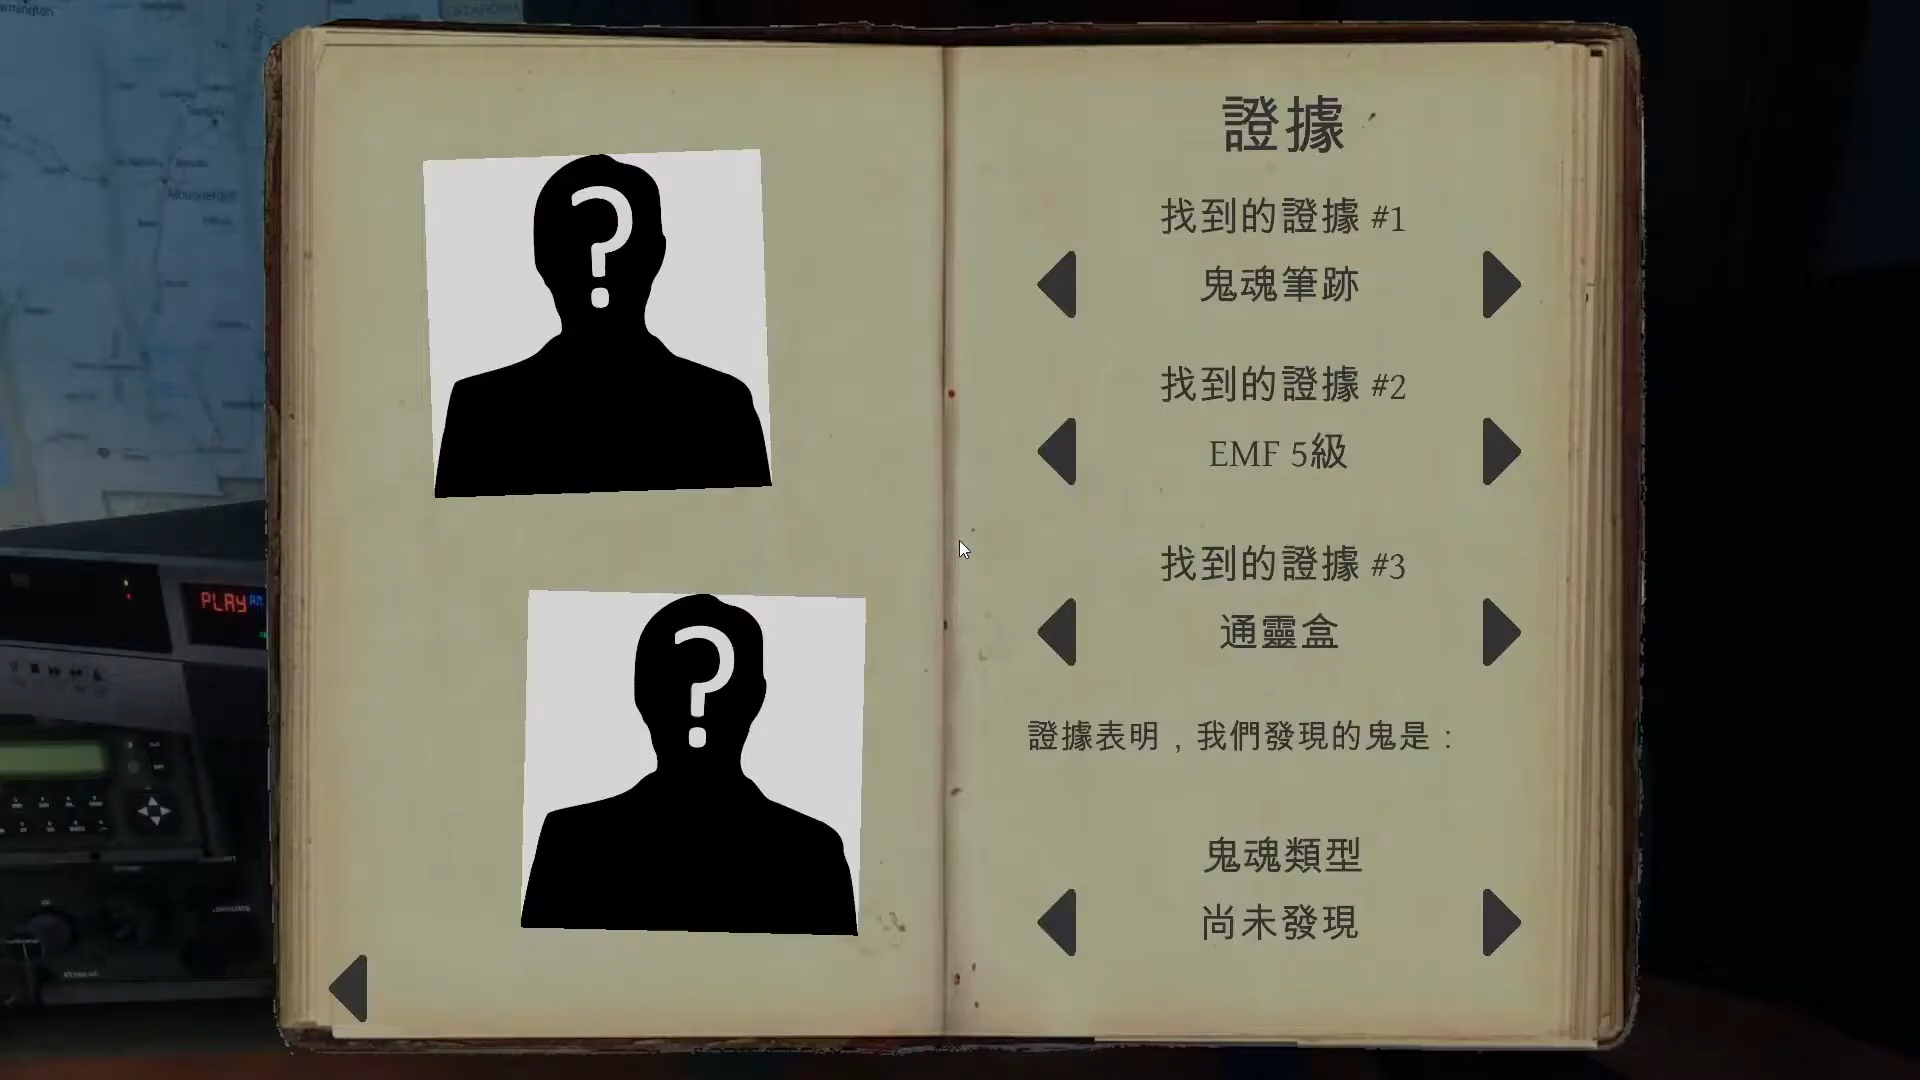 證據
找到的證據 #1
鬼魂筆跡
找到的證據 #2
EMF 5級
找到的證據 #3
通靈盒
證據表明，我們發現的鬼是：
鬼魂類型
尚未發現
PLAY